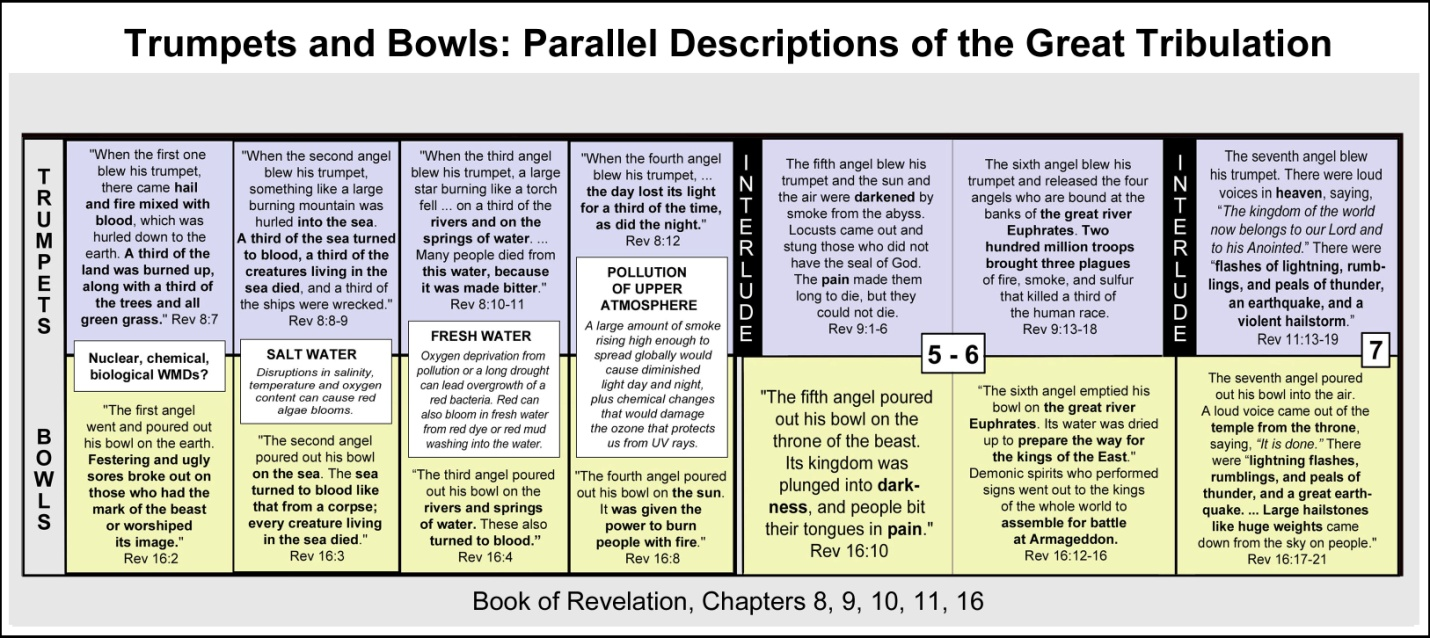 Trumpets and Bowls: Parallel Descriptions of the Great Tribulation
TRUMPETS
"When the first one
blew his trumpet,
there came hail
and fire mixed with
blood, which was
hurled down to the
earth. A third of the
land was burned up,
along with a third of
the trees and all
green grass." Rev 8:7
"When the second angel
blew his trumpet,
something like a large
burning mountain was
hurled into the sea.
A third of the sea turned
to blood, a third of the
creatures living in the
sea died, and a third of
the ships were wrecked."
Rev 8:8-9
"When the third angel
blew his trumpet, a large
star burning like a torch
fell ... on a third of the
rivers and on the
springs of water. ...
Many people died from
this water, because
it was made bitter."
Rev 8:10-11
"When the fourth angel
blew his trumpet, ...
the day lost its light
for a third of the time,
as did the night."
Rev 8:12
INTERLUDE
The fifth angel blew his
trumpet and the sun and
the air were darkened by
smoke from the abyss.
Locusts came out and
stung those who did not
have the seal of God.
The pain made them
long to die, but they
could not die.
Rev 9:1-6
The sixth angel blew his
trumpet and released the four
angels who are bound at the
banks of the great river
Euphrates. Two
hundred million troops
brought three plagues
of fire, smoke, and sulfur
that killed a third of
the human race.
Rev 9:13-18
INTERLUDE
The seventh angel blew
his trumpet. There were loud
voices in heaven, saying,
“The kingdom of the world
now belongs to our Lord and
to his Anointed.” There were
“flashes of lightning, rumb-
lings, and peals of thunder,
an earthquake, and a
violent hailstorm.”
Rev 11:13-19
Nuclear, chemical,
biological WMDs?
SALT WATER
Disruptions in salinity,
temperature and oxygen
content can cause red
algae blooms.
FRESH WATER
Oxygen deprivation from
pollution or a long drought
can lead overgrowth of a
red bacteria. Red can
also bloom in fresh water
from red dye or red mud
washing into the water.
POLLUTION
OF UPPER
ATMOSPHERE
A large amount of smoke
rising high enough to
spread globally would
cause diminished
light day and night,
plus chemical changes
that would damage
the ozone that protects
us from UV rays.
5 - 6
7
BOWLS
"The first angel
went and poured out
his bowl on the earth.
Festering and ugly
sores broke out on
those who had the
mark of the beast
or worshiped
its image."
Rev 16:2
"The second angel
poured out his bowl
on the sea. The sea
turned to blood like
that from a corpse;
every creature living
in the sea died."
Rev 16:3
“The third angel poured
out his bowl on the
rivers and springs
of water. These also
turned to blood.”
Rev 16:4
"The fourth angel poured
out his bowl on the sun.
It was given the
power to burn
people with fire."
Rev 16:8
"The fifth angel poured
out his bowl on the
throne of the beast.
Its kingdom was
plunged into dark-
ness, and people bit
their tongues in pain."
Rev 16:10
“The sixth angel emptied his
bowl on the great river
Euphrates. Its water was dried
up to prepare the way for
the kings of the East."
Demonic spirits who performed
signs went out to the kings
of the whole world to
assemble for battle
at Armageddon.
Rev 16:12-16
The seventh angel poured
out his bowl into the air.
A loud voice came out of the
temple from the throne,
saying, “It is done.” There
were “lightning flashes,
rumblings, and peals of
thunder, and a great earth-
quake. ... Large hailstones
like huge weights came
down from the sky on people."
Rev 16:17-21
Book of Revelation, Chapters 8, 9, 10, 11, 16